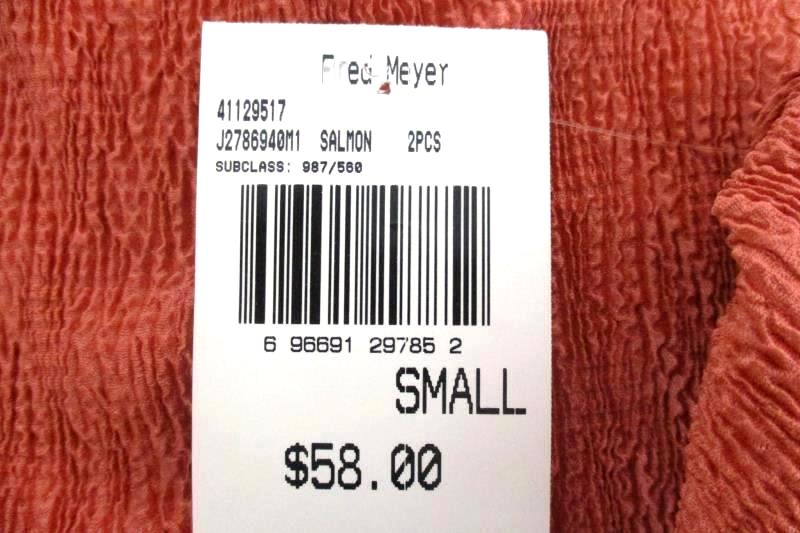 Fred Meyer
41129517
J2786940M1 SALMON 2PCS
SUBCLASS: 987/560
6 96691 29785 2
SMALL
$58.00